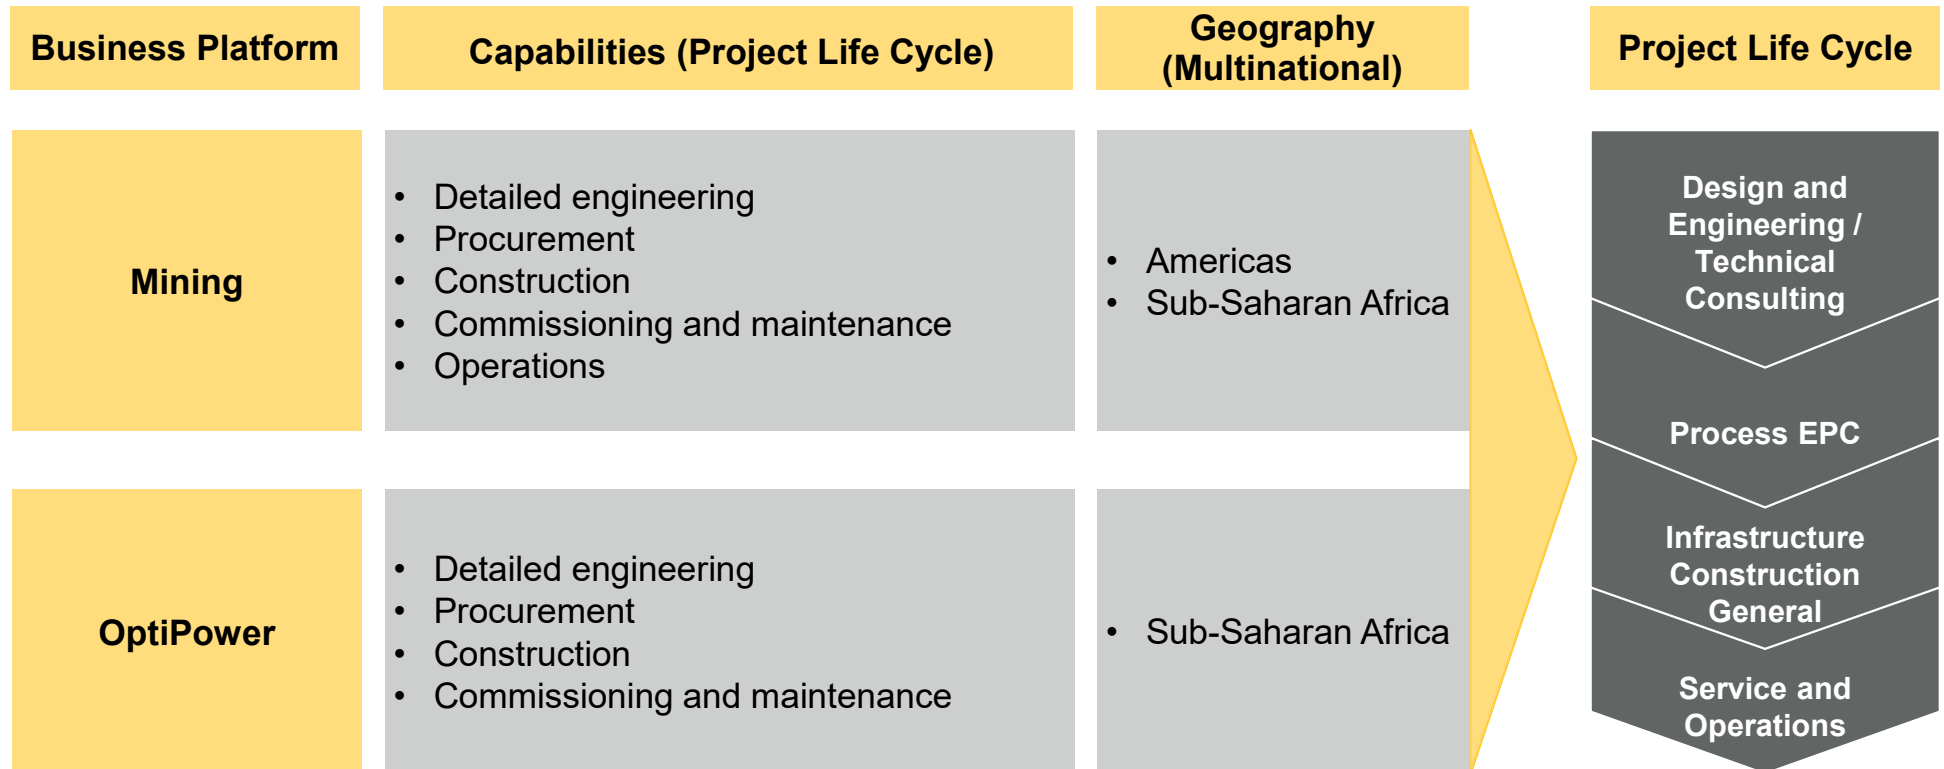 Business Platform
Capabilities (Project Life Cycle)
Geography
(Multinational)
Project Life Cycle
Mining
• Detailed engineering
• Procurement
• Construction
• Commissioning and maintenance
• Operations
• Americas
• Sub-Saharan Africa
OptiPower
• Detailed engineering
• Procurement
• Construction
• Commissioning and maintenance
• Sub-Saharan Africa
Design and
Engineering /
Technical
Consulting
Process EPC
Infrastructure
Construction
General
Service and
Operations